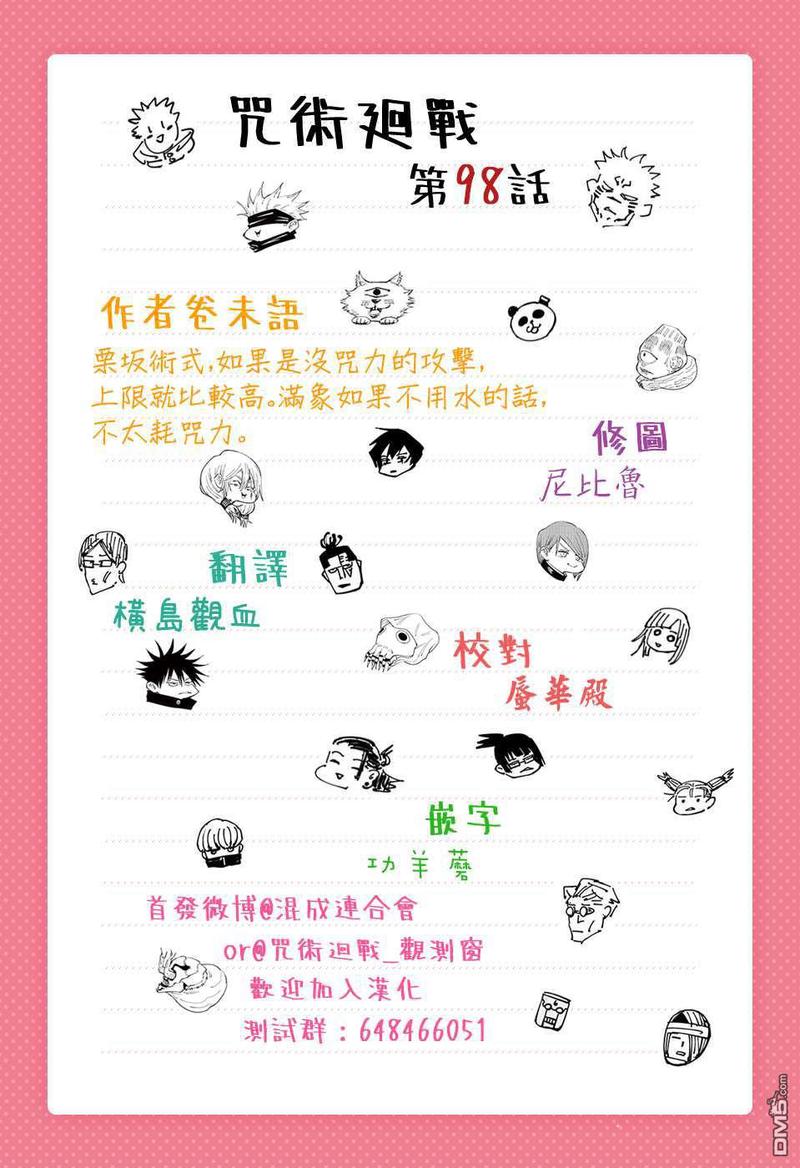 咒術廻戰
第98話
作者卷未語
栗坂術式,如果是沒咒力的攻擊,
上限就比較高。滿象如果不用水的話,
不太耗咒力。
修圖
尼比魯
翻譯
橫島觀血
校對
蜃華殿
嵌字
功羊蘑
首發微博@混成連合會
or@咒術迴戰_觀測窗
歡迎加入漢化
測試群：648466051
DM5.com